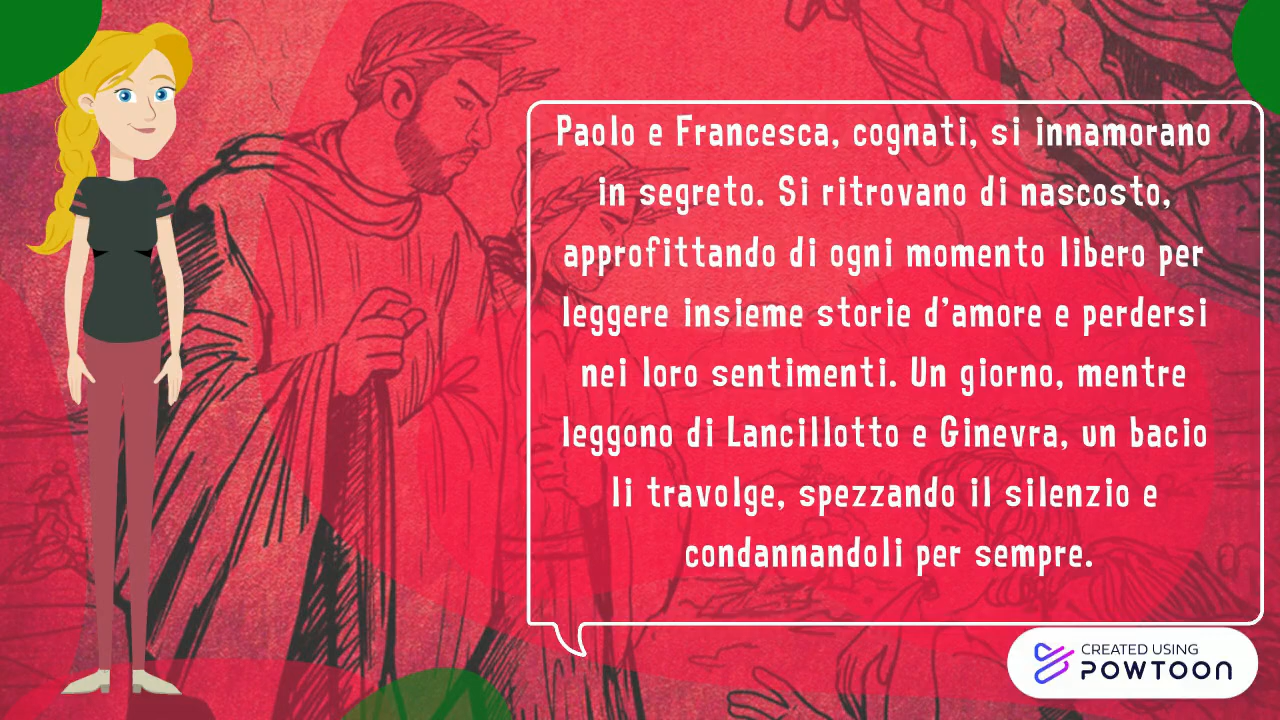 Paolo e Francesca, cognati, si innamorano
in segreto. Si ritrovano di nascosto,
approfittando di ogni momento libero per
leggere insieme storie d'amore e perdersi
nei loro sentimenti. Un giorno, mentre
leggono di Lancillotto e Ginevra, un bacio
li travolge, spezzando il silenzio e
condannandoli per sempre.
CREATED USING
POWTOON